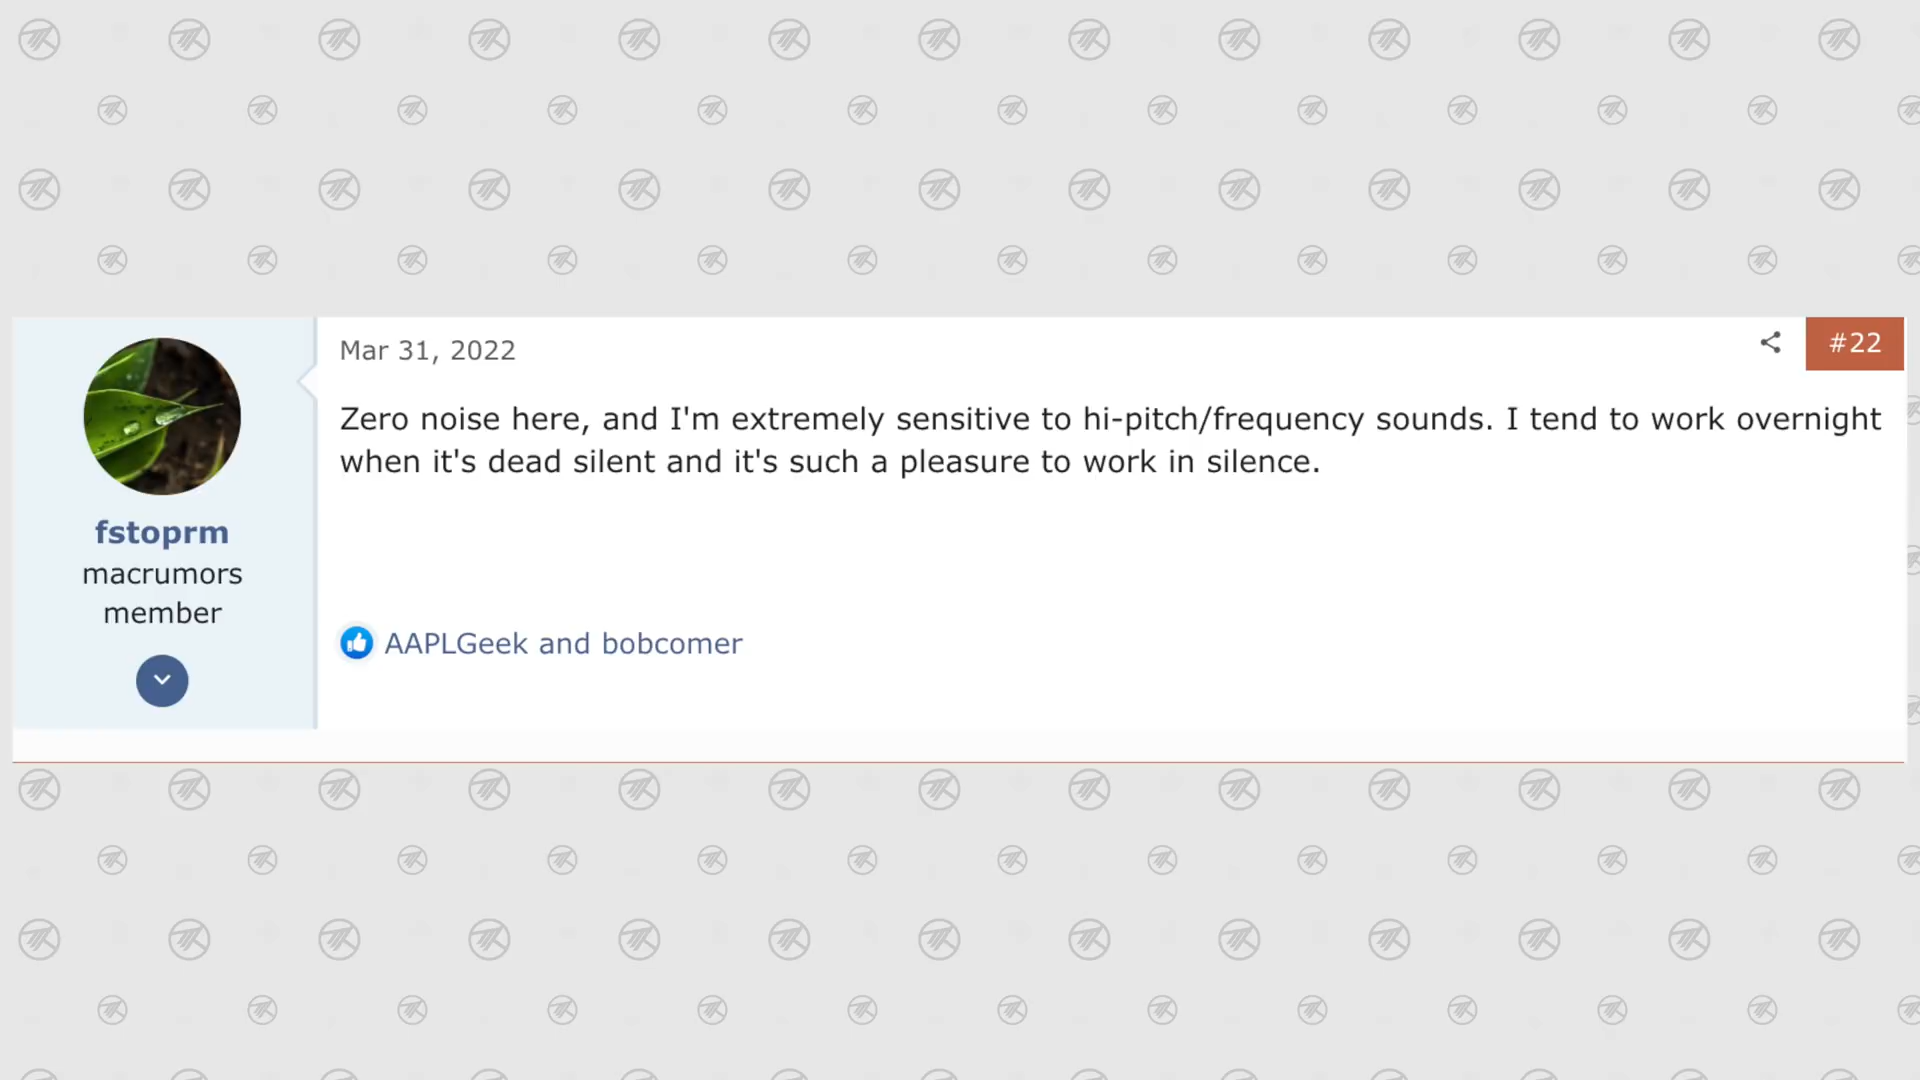 Mar 31, 2022
#22
Zero noise here, and I'm extremely sensitive to hi-pitch/frequency sounds. I tend to work overnight
when it's dead silent and it's such a pleasure to work in silence.
fstoprm
macrumors
member
AAPLGeek and bobcomer